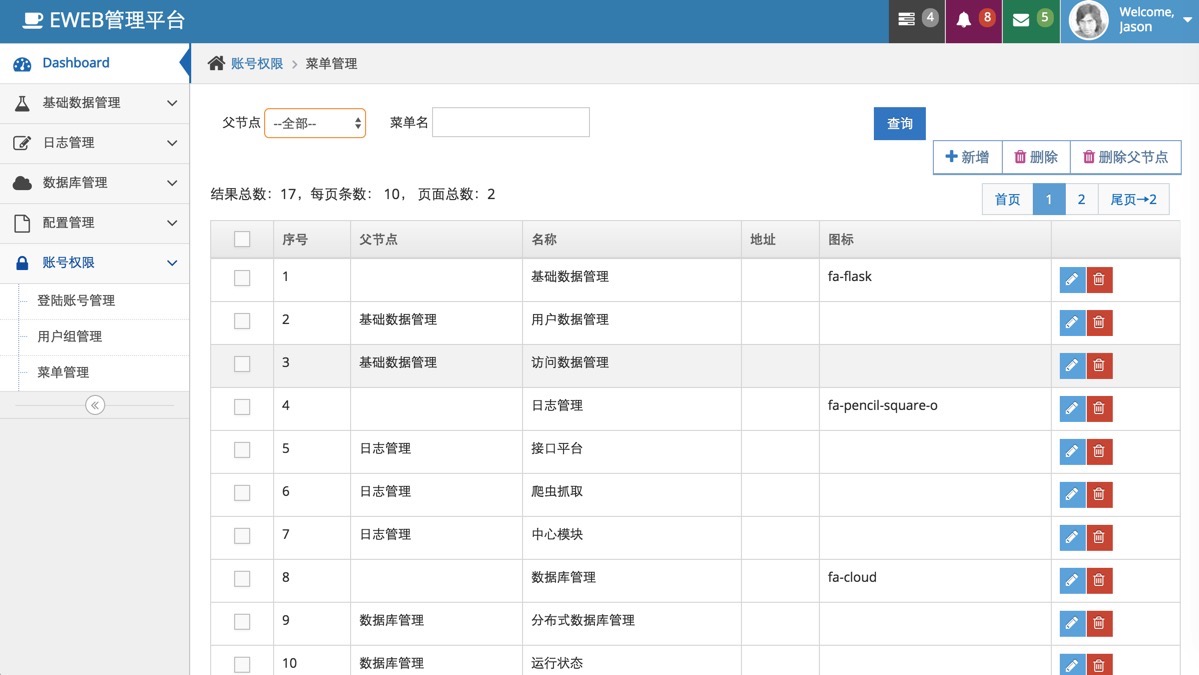 EWEB管理平台
4
8
5
Welcome,
Jason
Dashboard
基础数据管理
日志管理
数据库管理
配置管理
账号权限
登陆账号管理
用户组管理
菜单管理
账号权限 菜单管理
父节点 --全部-- 菜单名 查询
新增 删除 删除父节点
结果总数：17，每页条数： 10， 页面总数：2
首页 1 2 尾页→2
序号 父节点 名称 地址 图标
1 基础数据管理 fa-flask
2 基础数据管理 用户数据管理
3 基础数据管理 访问数据管理
4 日志管理 fa-pencil-square-o
5 日志管理 接口平台
6 日志管理 爬虫抓取
7 日志管理 中心模块
8 数据库管理 fa-cloud
9 数据库管理 分布式数据库管理
10 数据库管理 运行状态